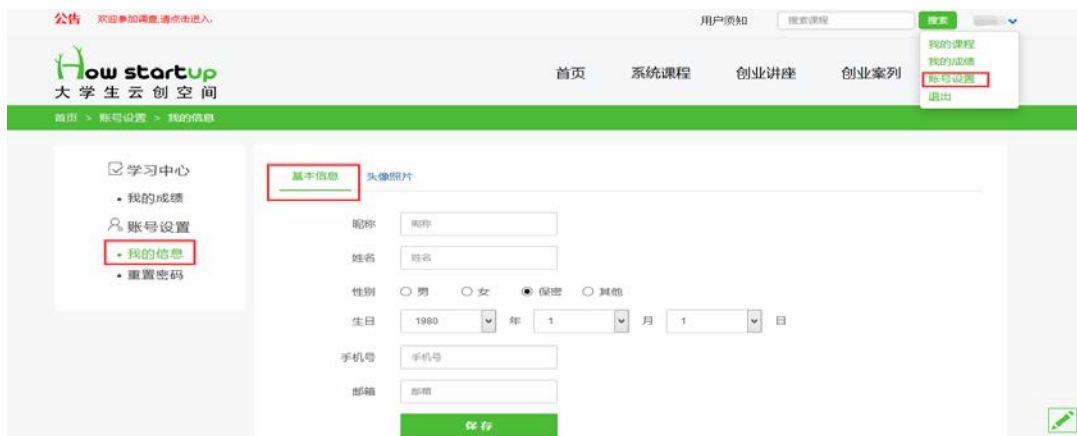 公告 欢迎参加调查,请点击进入。 用户须知 搜索课程 搜索
我的课程
我的成绩
账号设置
退出
How startup
大学生云创空间
首页 系统课程 创业讲座 创业案列
首页 > 账号设置 > 我的信息
学习中心
• 我的成绩
账号设置
• 我的信息
• 重置密码
基本信息 头像照片
昵称 昵称
姓名 姓名
性别 男 女 保密 其他
生日 1980 年 1 月 1 日
手机号 手机号
邮箱 邮箱
保存